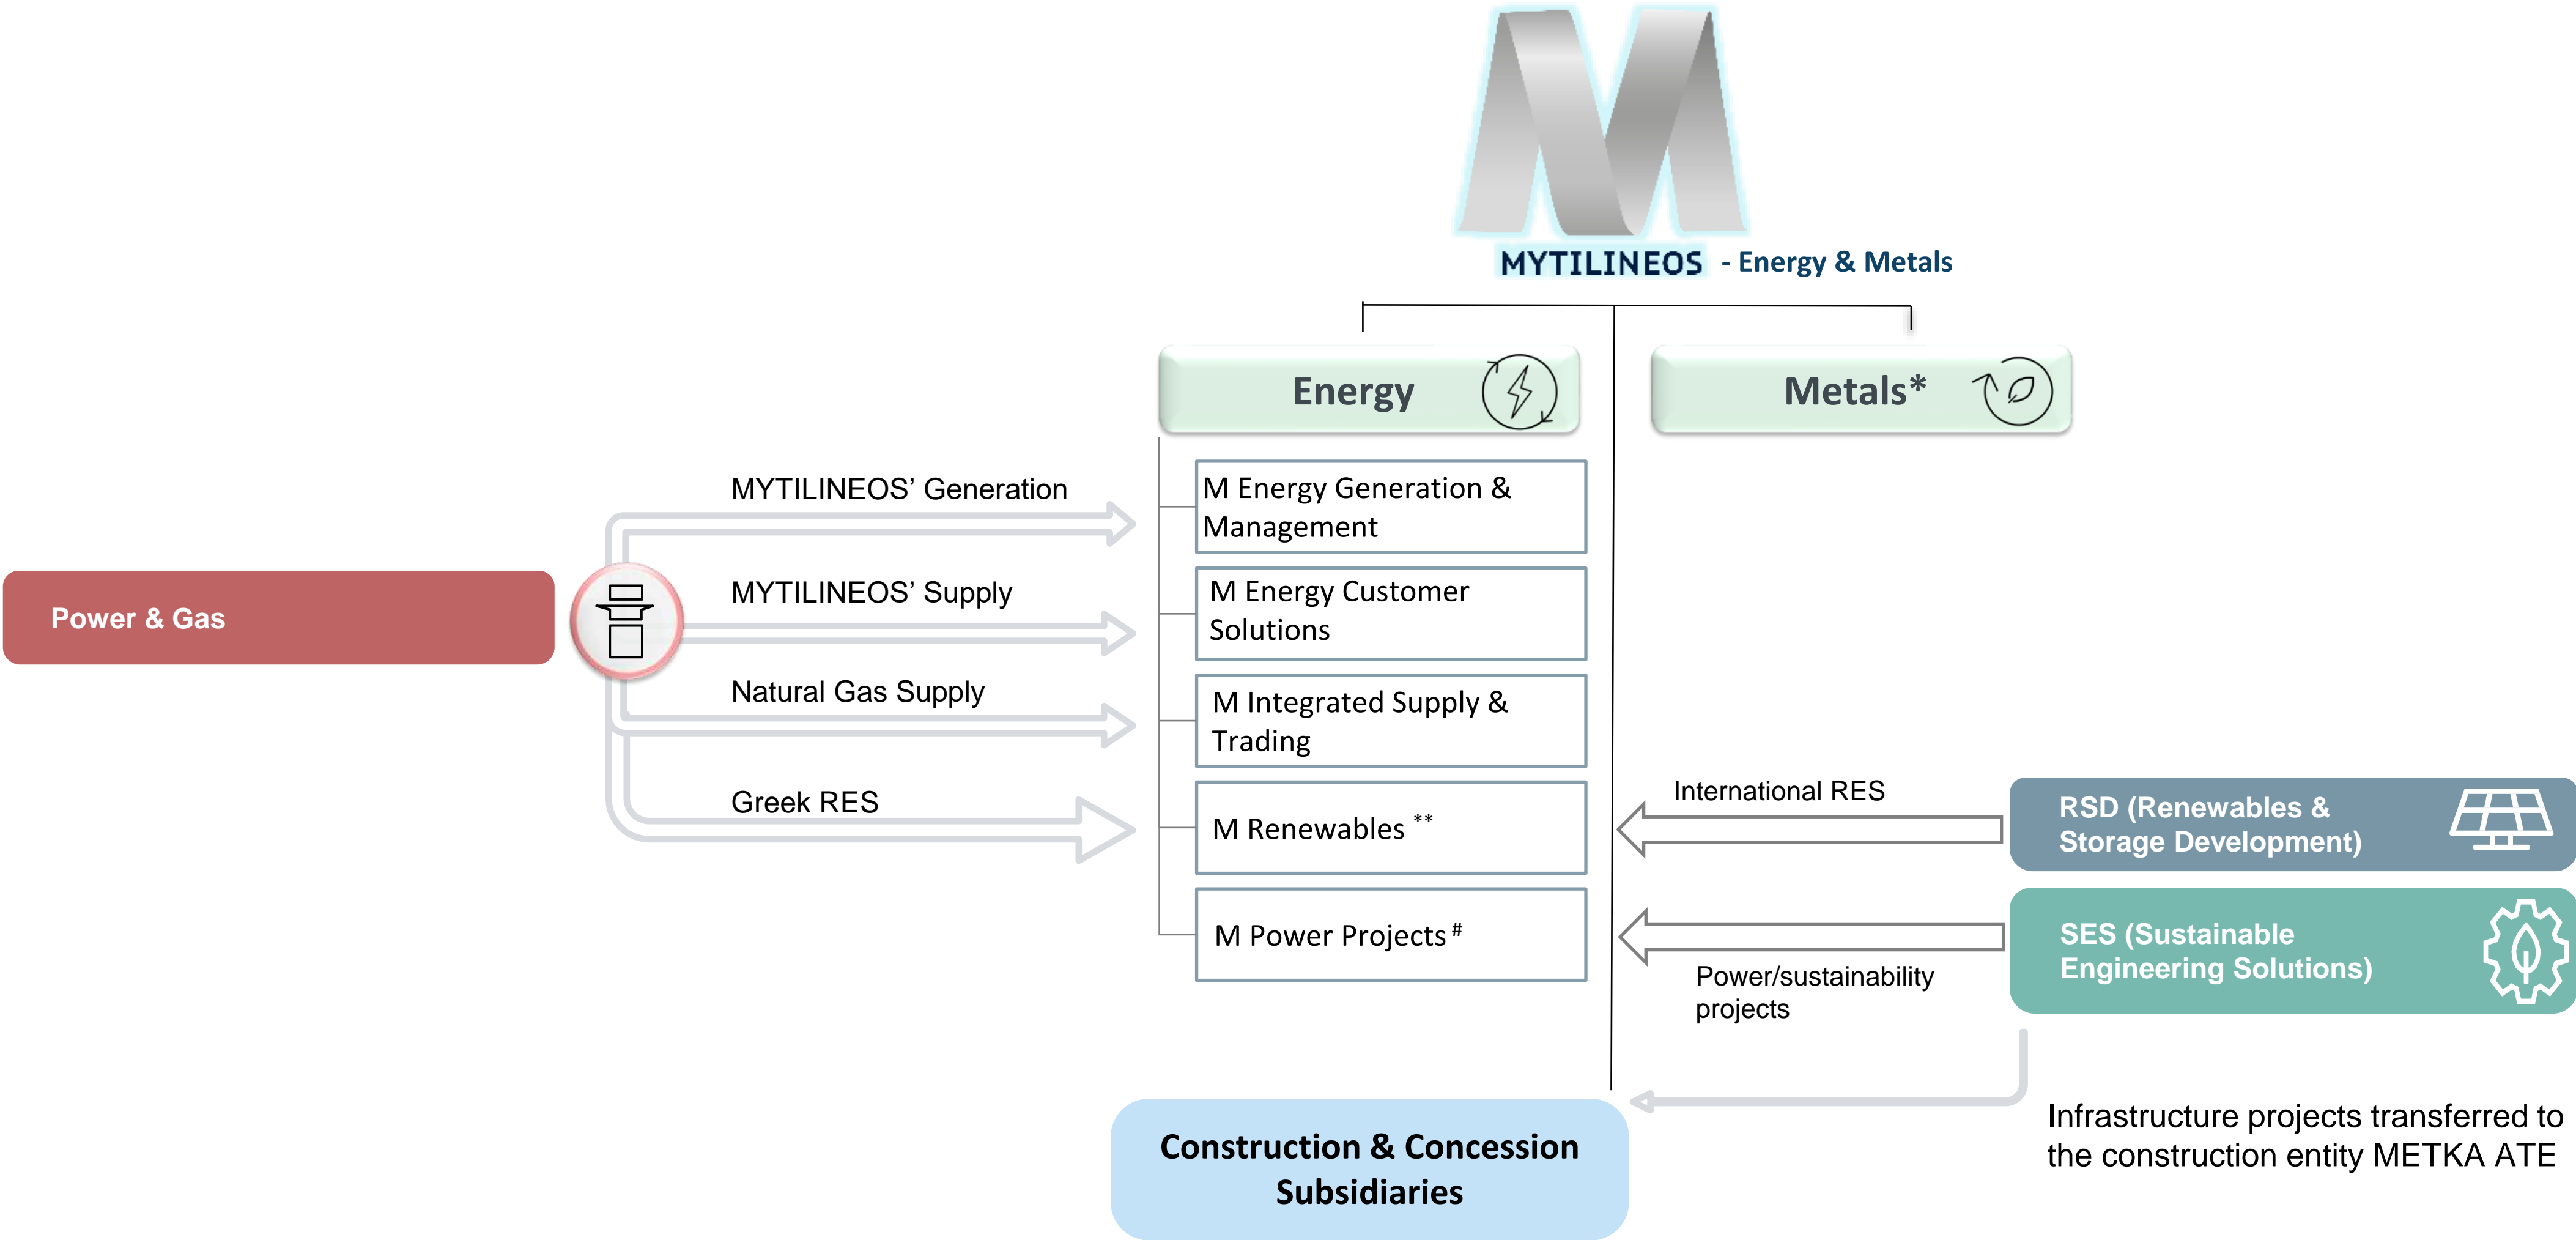 MYTILINEOS - Energy & Metals
Energy
Metals*
Power & Gas
MYTILINEOS’ Generation
MYTILINEOS’ Supply
Natural Gas Supply
Greek RES
M Energy Generation &
Management
M Energy Customer
Solutions
M Integrated Supply &
Trading
M Renewables **
M Power Projects #
International RES
Power/sustainability
projects
RSD (Renewables &
Storage Development)
SES (Sustainable
Engineering Solutions)
Infrastructure projects transferred to
the construction entity METKA ATE
Construction & Concession
Subsidiaries